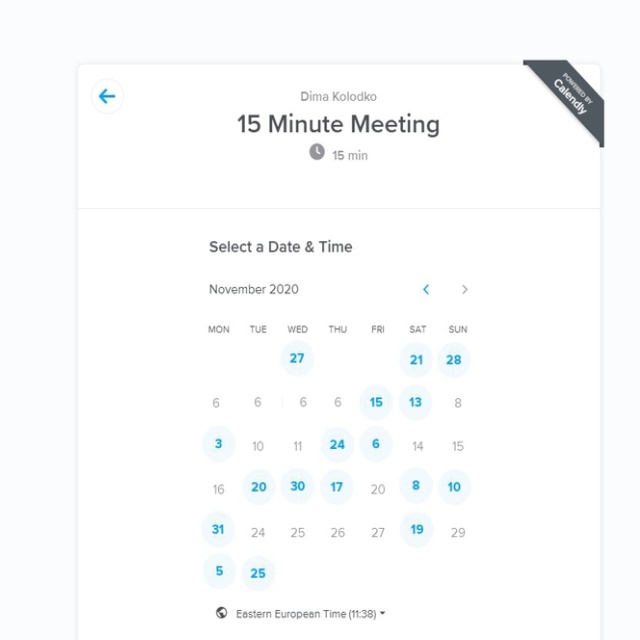 POWERED BY
Calendly
Dima Kolodko
15 Minute Meeting
15 min
Select a Date & Time
November 2020
MON TUE WED THU FRI SAT SUN
27 21 28
6 6 6 6 15 13 8
3 10 11 24 6 14 15
16 20 30 17 20 8 10
31 24 25 26 27 19 29
5 25
Eastern European Time (11:38)